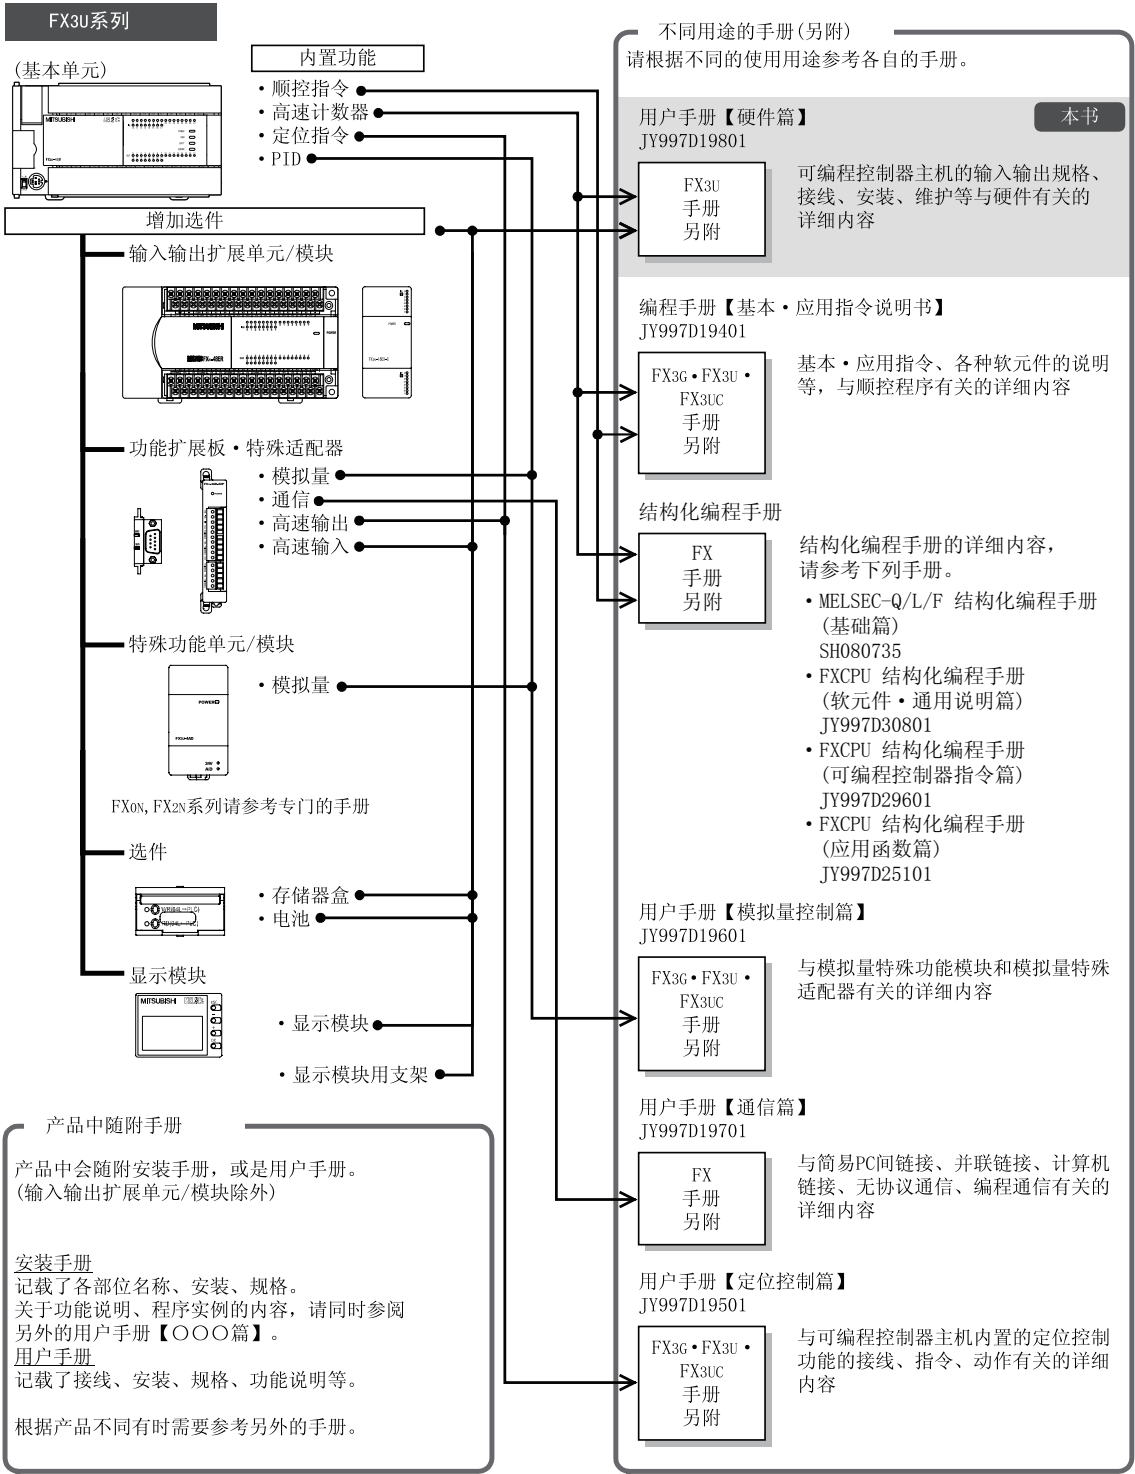 FX3U系列
(基本单元)
MITSUBISHI
内置功能
・顺控指令
・高速计数器
・定位指令
・PID
增加选件
输入输出扩展单元/模块
MITSUBISHI
功能扩展板・特殊适配器
・模拟量
・通信
・高速输出
・高速输入
特殊功能单元/模块
POWER
FX3U-4AD
24V
A/D
・模拟量
FX0N,FX2N系列请参考专门的手册
选件
・存储器盒
・电池
显示模块
MITSUBISHI
・显示模块
・显示模块用支架
产品中随附手册
产品中会随附安装手册，或是用户手册。
(输入输出扩展单元/模块除外)
安装手册
记载了各部位名称、安装、规格。
关于功能说明、程序实例的内容，请同时参阅
另外的用户手册【〇〇〇篇】。
用户手册
记载了接线、安装、规格、功能说明等。
根据产品不同有时需要参考另外的手册。
不同用途的手册(另附)
请根据不同的使用用途参考各自的手册。
用户手册【硬件篇】
本书
JY997D19801
FX3U
手册
另附
可编程控制器主机的输入输出规格、
接线、安装、维护等与硬件有关的
详细内容
编程手册【基本・应用指令说明书】
JY997D19401
FX3G・FX3U・
FX3UC
手册
另附
基本・应用指令、各种软元件的说明
等，与顺控程序有关的详细内容
结构化编程手册
FX
手册
另附
结构化编程手册的详细内容，
请参考下列手册。
・MELSEC-Q/L/F 结构化编程手册
(基础篇)
SH080735
・FXCPU 结构化编程手册
(软元件・通用说明篇)
JY997D30801
・FXCPU 结构化编程手册
(可编程控制器指令篇)
JY997D29601
・FXCPU 结构化编程手册
(应用函数篇)
JY997D25101
用户手册【模拟量控制篇】
JY997D19601
FX3G・FX3U・
FX3UC
手册
另附
与模拟量特殊功能模块和模拟量特殊
适配器有关的详细内容
用户手册【通信篇】
JY997D19701
FX
手册
另附
与简易PC间链接、并联链接、计算机
链接、无协议通信、编程通信有关的
详细内容
用户手册【定位控制篇】
JY997D19501
FX3G・FX3U・
FX3UC
手册
另附
与可编程控制器主机内置的定位控制
功能的接线、指令、动作有关的详细
内容